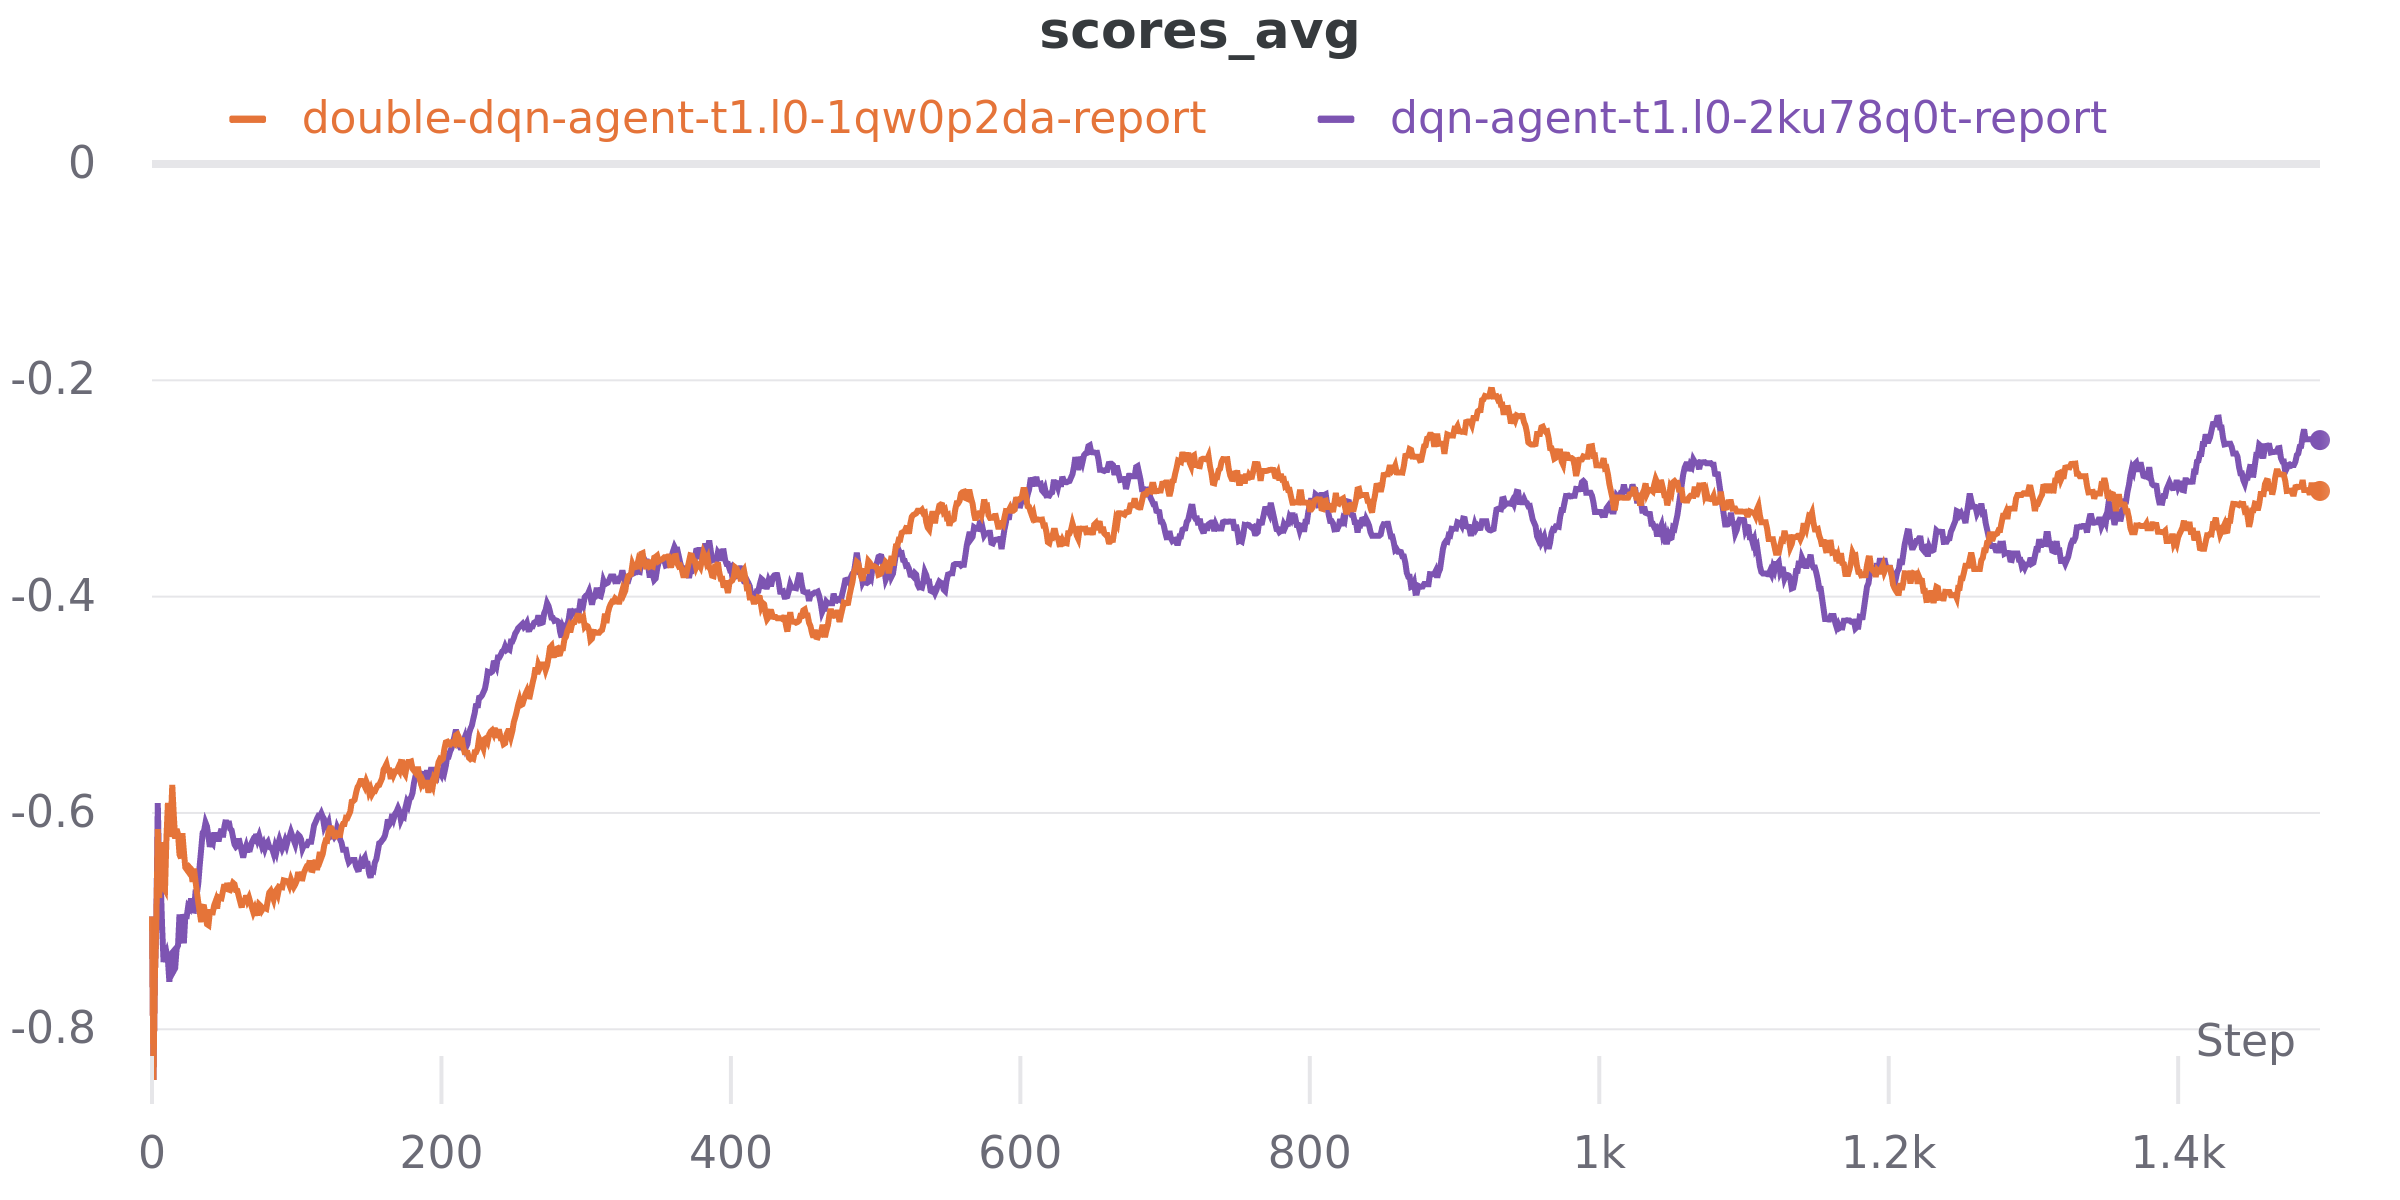 scores_avg
double-dqn-agent-t1.l0-1qw0p2da-report dqn-agent-t1.l0-2ku78q0t-report
0
-0.2
-0.4
-0.6
-0.8
Step
0 200 400 600 800 1k 1.2k 1.4k